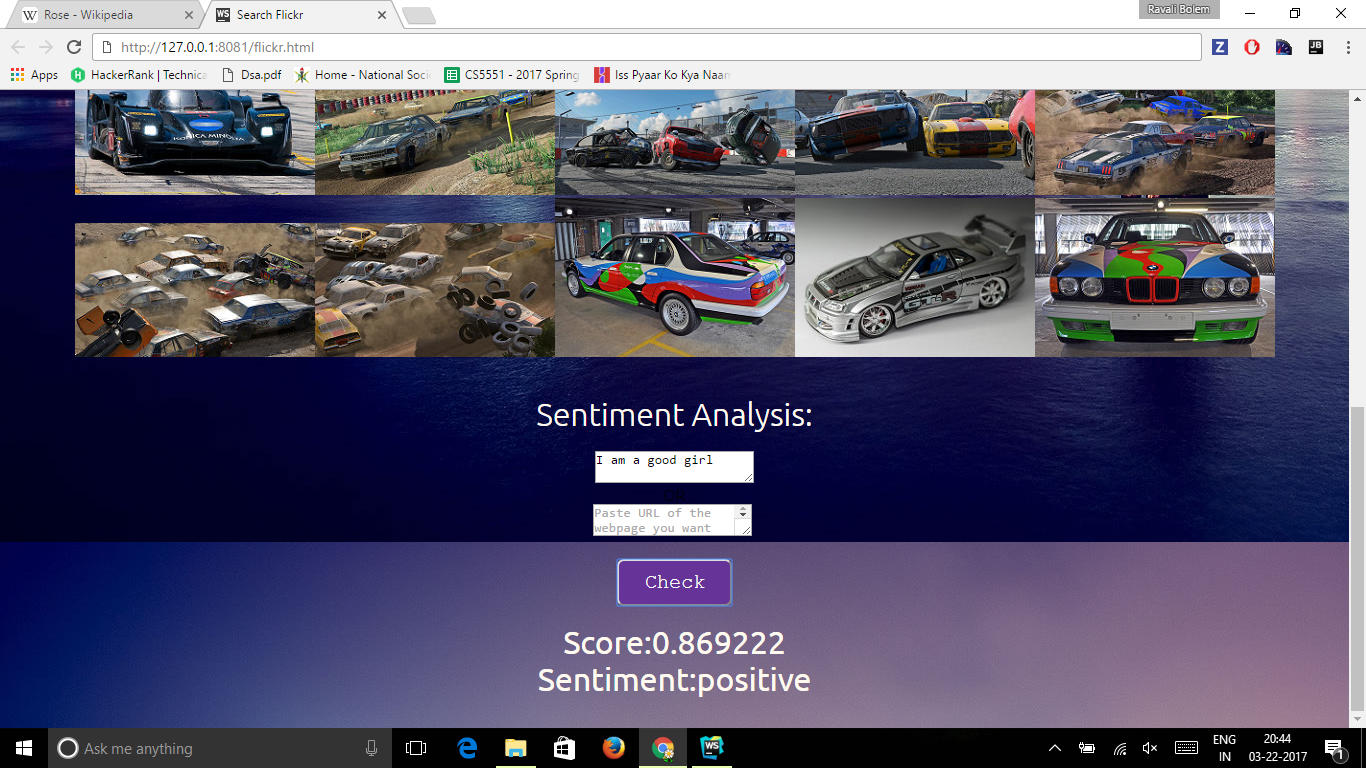 Rose - Wikipedia
Search Flickr
Ravali Bolem
http://127.0.0.1:8081/flickr.html
Apps
HackerRank | Technica
Dsa.pdf
Home - National Soci
CS5551 - 2017 Spring
Iss Pyaar Ko Kya Naam
KONICA MINOLTA
GT-R
Sentiment Analysis:
I am a good girl
OR
Paste URL of the
webpage you want
Check
Score:0.869222
Sentiment:positive
Ask me anything
ENG
IN
20:44
03-22-2017
1